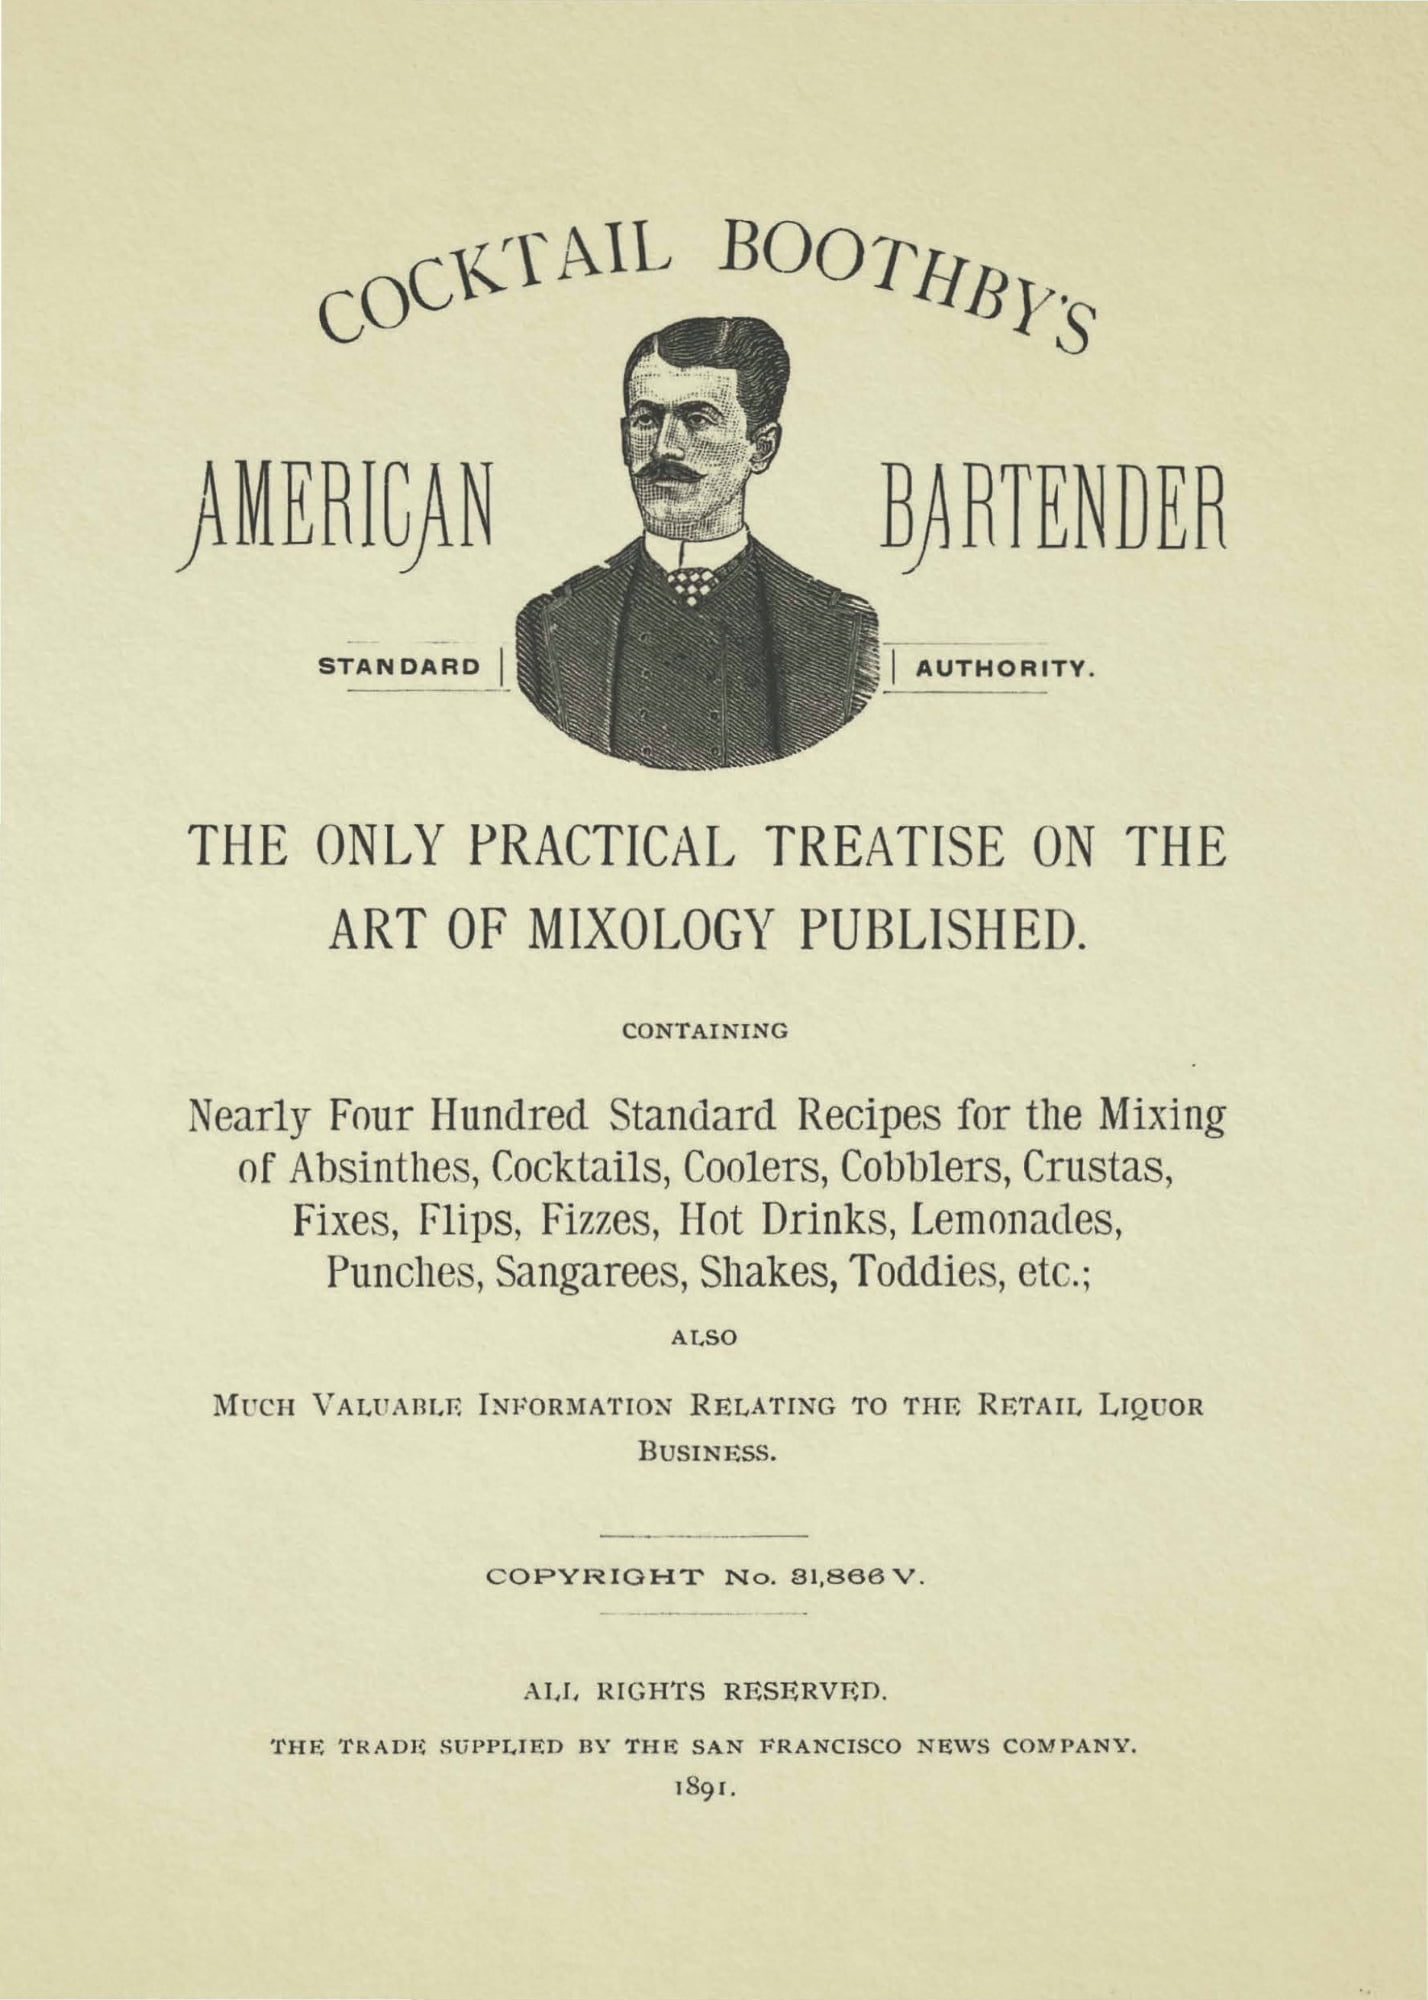 COCKTAIL BOOTHBY'S
AMERICAN BARTENDER
STANDARD AUTHORITY.
THE ONLY PRACTICAL TREATISE ON THE
ART OF MIXOLOGY PUBLISHED.
CONTAINING
Nearly Four Hundred Standard Recipes for the Mixing
of Absinthes, Cocktails, Coolers, Cobblers, Crustas,
Fixes, Flips, Fizzes, Hot Drinks, Lemonades,
Punches, Sangarees, Shakes, Toddies, etc.;
ALSO
MUCH VALUABLE INFORMATION RELATING TO THE RETAIL LIQUOR
BUSINESS.
COPYRIGHT No. 31,866 V.
ALL RIGHTS RESERVED.
THE TRADE SUPPLIED BY THE SAN FRANCISCO NEWS COMPANY.
1891.